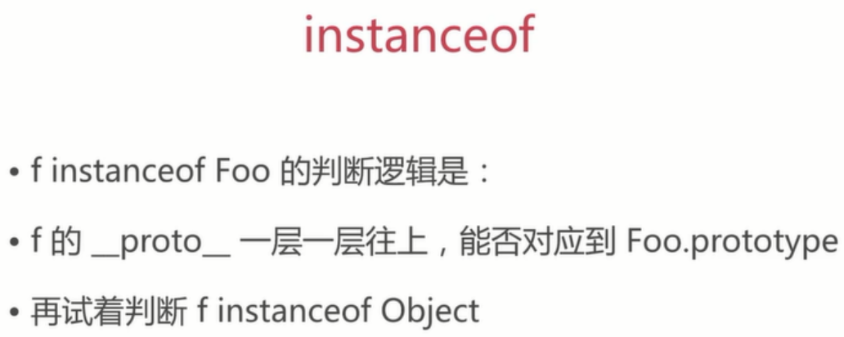 instanceof
• f instanceof Foo 的判断逻辑是：
• f 的 __proto__ 一层一层往上，能否对应到 Foo.prototype
• 再试着判断 f instanceof Object